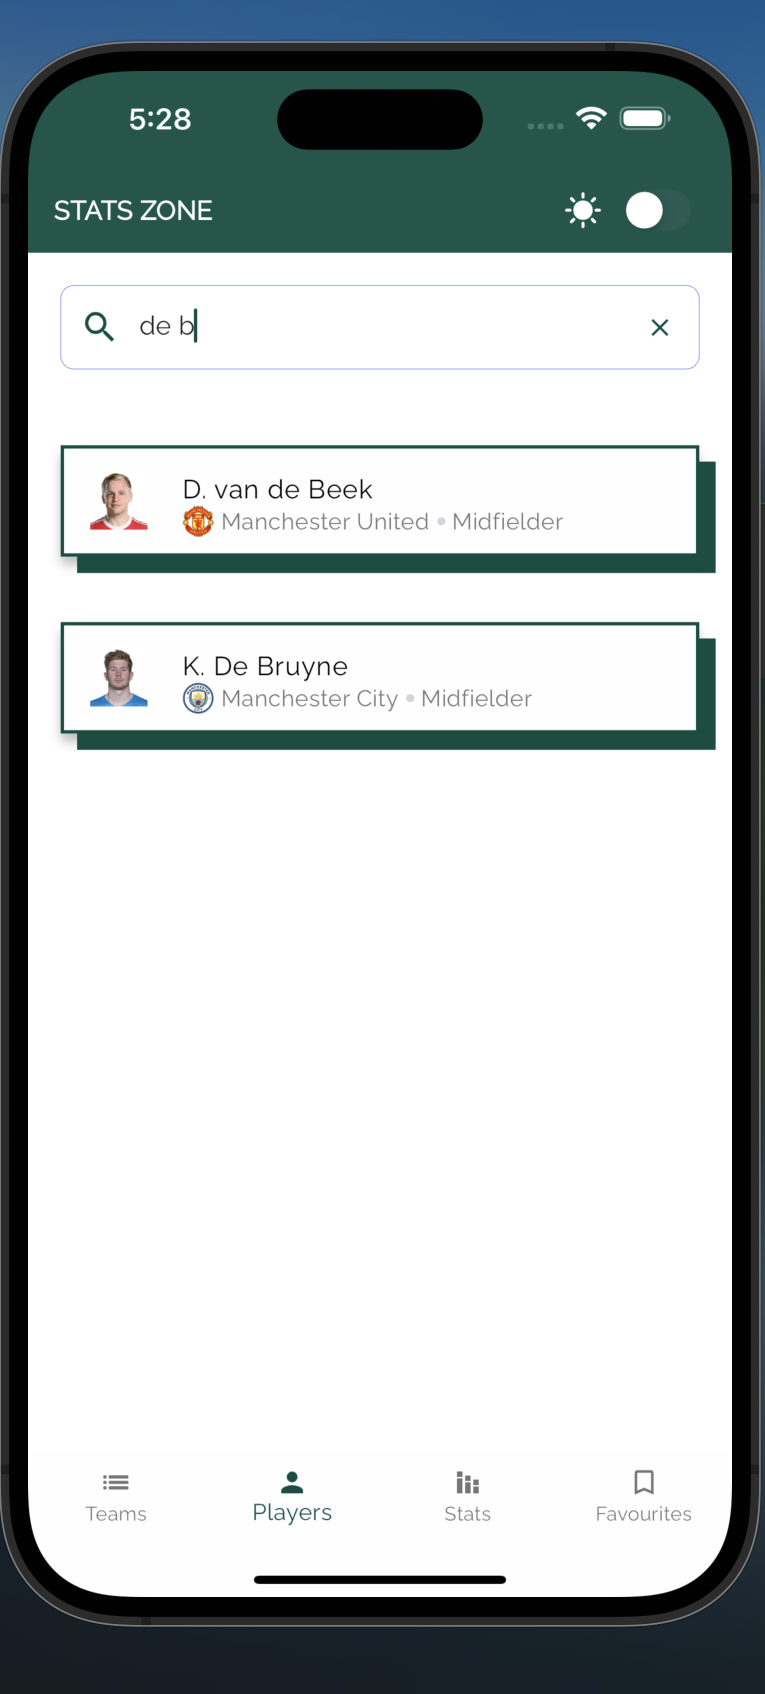 5:28
STATS ZONE
de b
D. van de Beek
Manchester United • Midfielder
K. De Bruyne
Manchester City • Midfielder
Teams
Players
Stats
Favourites